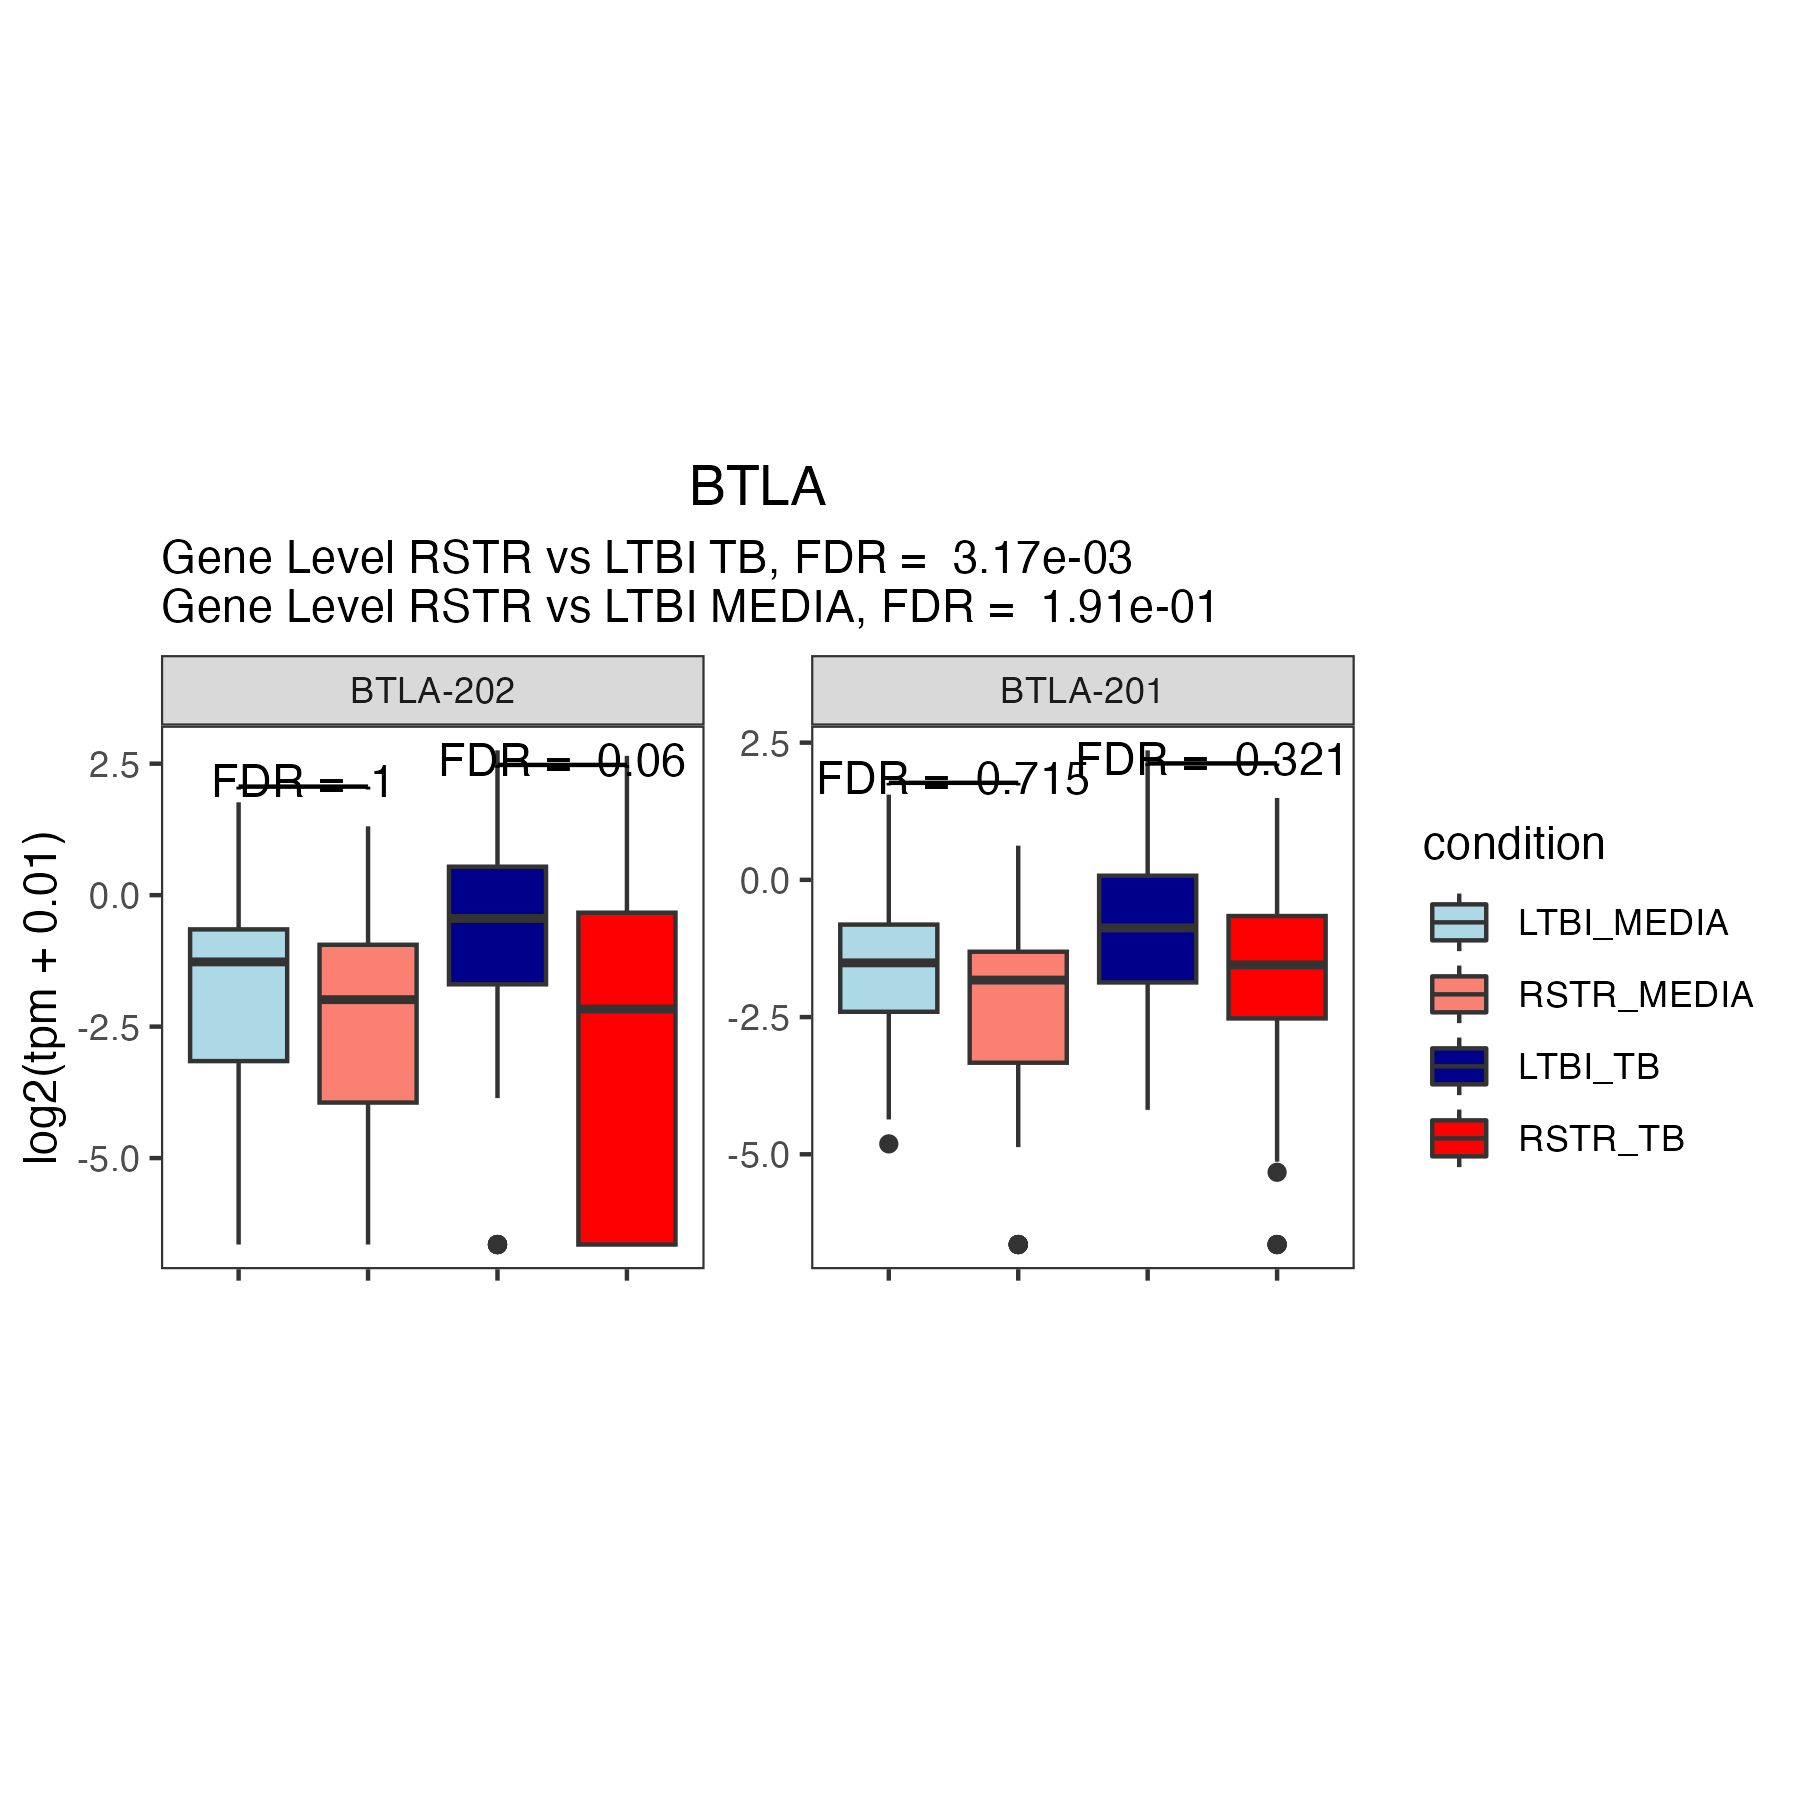 BTLA
Gene Level RSTR vs LTBI TB, FDR = 3.17e-03
Gene Level RSTR vs LTBI MEDIA, FDR = 1.91e-01
BTLA-202
BTLA-201
FDR = 1
FDR = 0.06
FDR = 0.715
FDR = 0.321
2.5
0.0
-2.5
-5.0
2.5
0.0
-2.5
-5.0
log2(tpm + 0.01)
condition
LTBI_MEDIA
RSTR_MEDIA
LTBI_TB
RSTR_TB